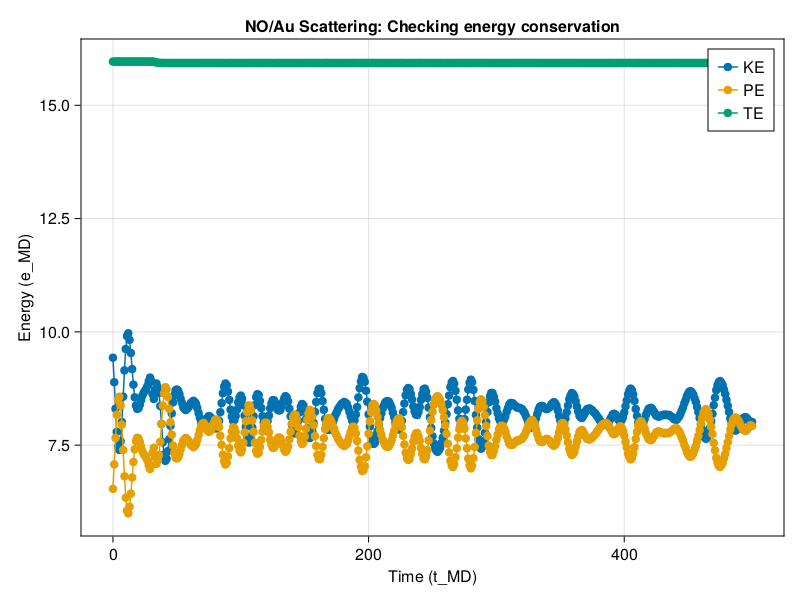 NO/Au Scattering: Checking energy conservation
KE
PE
TE
15.0
12.5
10.0
7.5
Energy (e_MD)
0
200
400
Time (t_MD)